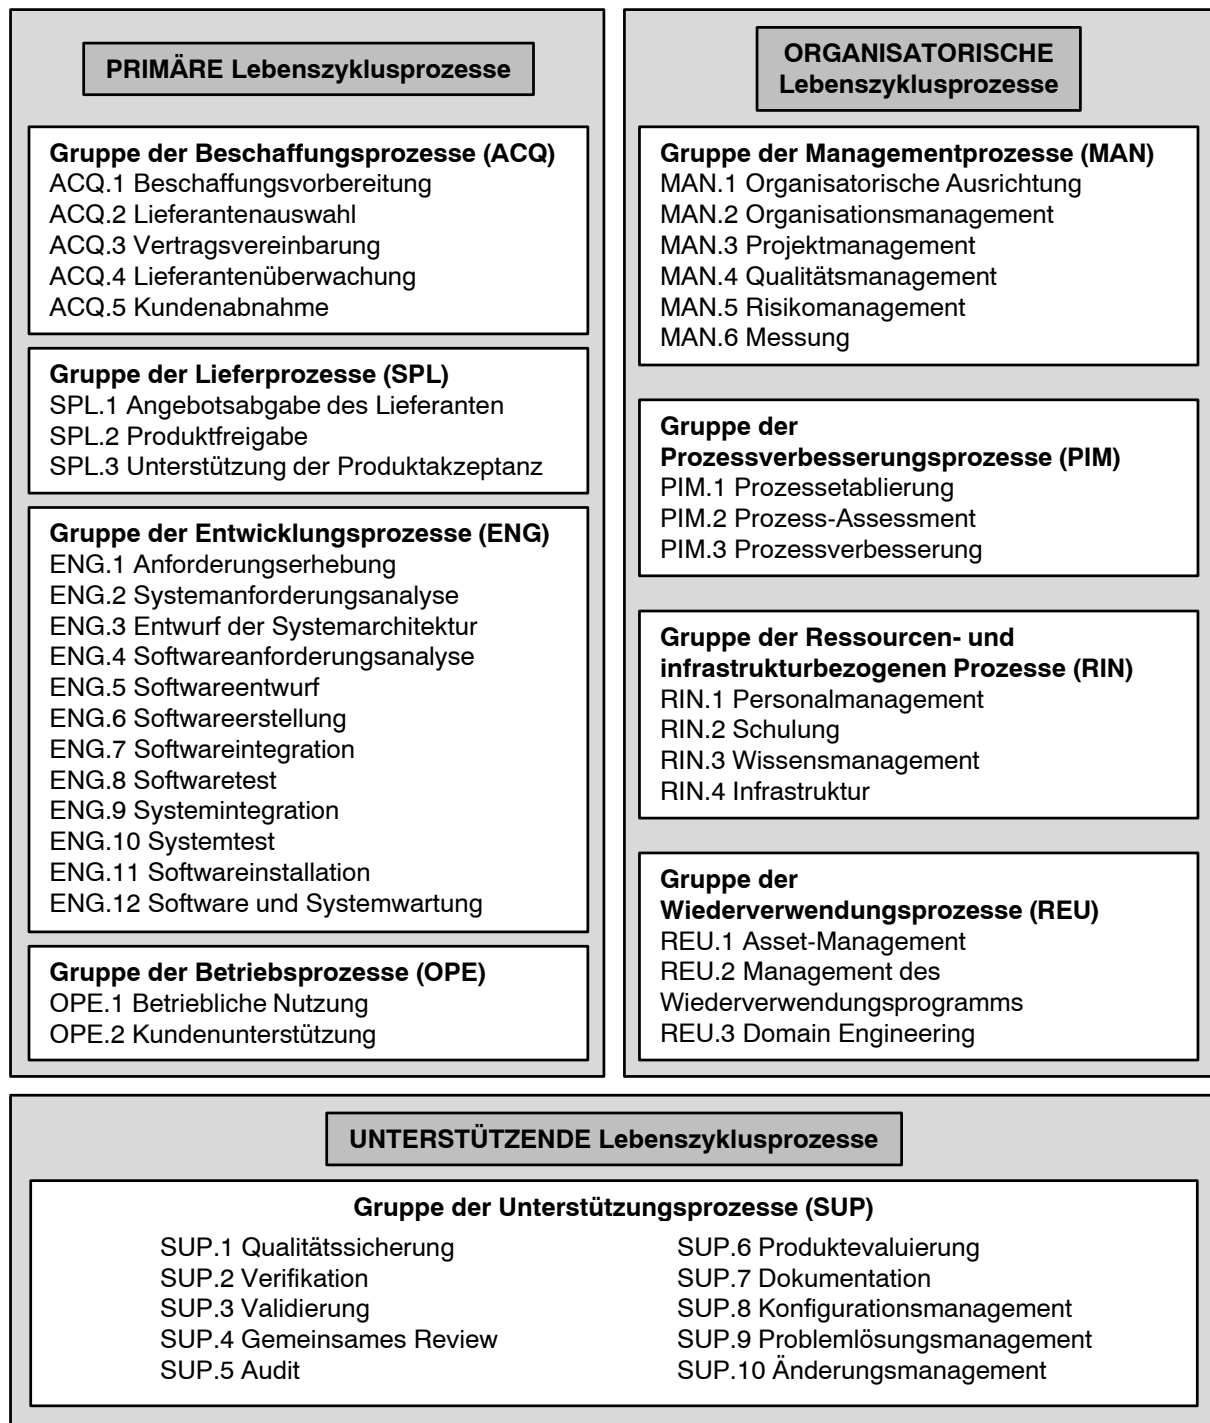 PRIMÄRE Lebenszyklusprozesse
Gruppe der Beschaffungsprozesse (ACQ)
ACQ.1 Beschaffungsvorbereitung
ACQ.2 Lieferantenauswahl
ACQ.3 Vertragsvereinbarung
ACQ.4 Lieferantenüberwachung
ACQ.5 Kundenabnahme
Gruppe der Lieferprozesse (SPL)
SPL.1 Angebotsabgabe des Lieferanten
SPL.2 Produktfreigabe
SPL.3 Unterstützung der Produktakzeptanz
Gruppe der Entwicklungsprozesse (ENG)
ENG.1 Anforderungserhebung
ENG.2 Systemanforderungsanalyse
ENG.3 Entwurf der Systemarchitektur
ENG.4 Softwareanforderungsanalyse
ENG.5 Softwareentwurf
ENG.6 Softwareerstellung
ENG.7 Softwareintegration
ENG.8 Softwaretest
ENG.9 Systemintegration
ENG.10 Systemtest
ENG.11 Softwareinstallation
ENG.12 Software und Systemwartung
Gruppe der Betriebsprozesse (OPE)
OPE.1 Betriebliche Nutzung
OPE.2 Kundenunterstützung
ORGANISATORISCHE
Lebenszyklusprozesse
Gruppe der Managementprozesse (MAN)
MAN.1 Organisatorische Ausrichtung
MAN.2 Organisationsmanagement
MAN.3 Projektmanagement
MAN.4 Qualitätsmanagement
MAN.5 Risikomanagement
MAN.6 Messung
Gruppe der
Prozessverbesserungsprozesse (PIM)
PIM.1 Prozessetablierung
PIM.2 Prozess-Assessment
PIM.3 Prozessverbesserung
Gruppe der Ressourcen- und
infrastrukturbezogenen Prozesse (RIN)
RIN.1 Personalmanagement
RIN.2 Schulung
RIN.3 Wissensmanagement
RIN.4 Infrastruktur
Gruppe der
Wiederverwendungsprozesse (REU)
REU.1 Asset-Management
REU.2 Management des
Wiederverwendungsprogramms
REU.3 Domain Engineering
UNTERSTÜTZENDE Lebenszyklusprozesse
Gruppe der Unterstützungsprozesse (SUP)
SUP.1 Qualitätssicherung
SUP.2 Verifikation
SUP.3 Validierung
SUP.4 Gemeinsames Review
SUP.5 Audit
SUP.6 Produktevaluierung
SUP.7 Dokumentation
SUP.8 Konfigurationsmanagement
SUP.9 Problemlösungsmanagement
SUP.10 Änderungsmanagement